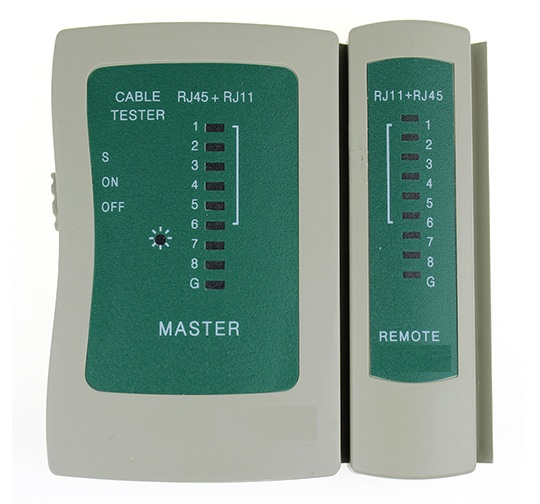 CABLE RJ45 + RJ11
TESTER
1
2
S
3
ON
4
OFF
5
6
7
8
G
MASTER
RJ11+RJ45
1
2
3
4
5
6
7
8
G
REMOTE